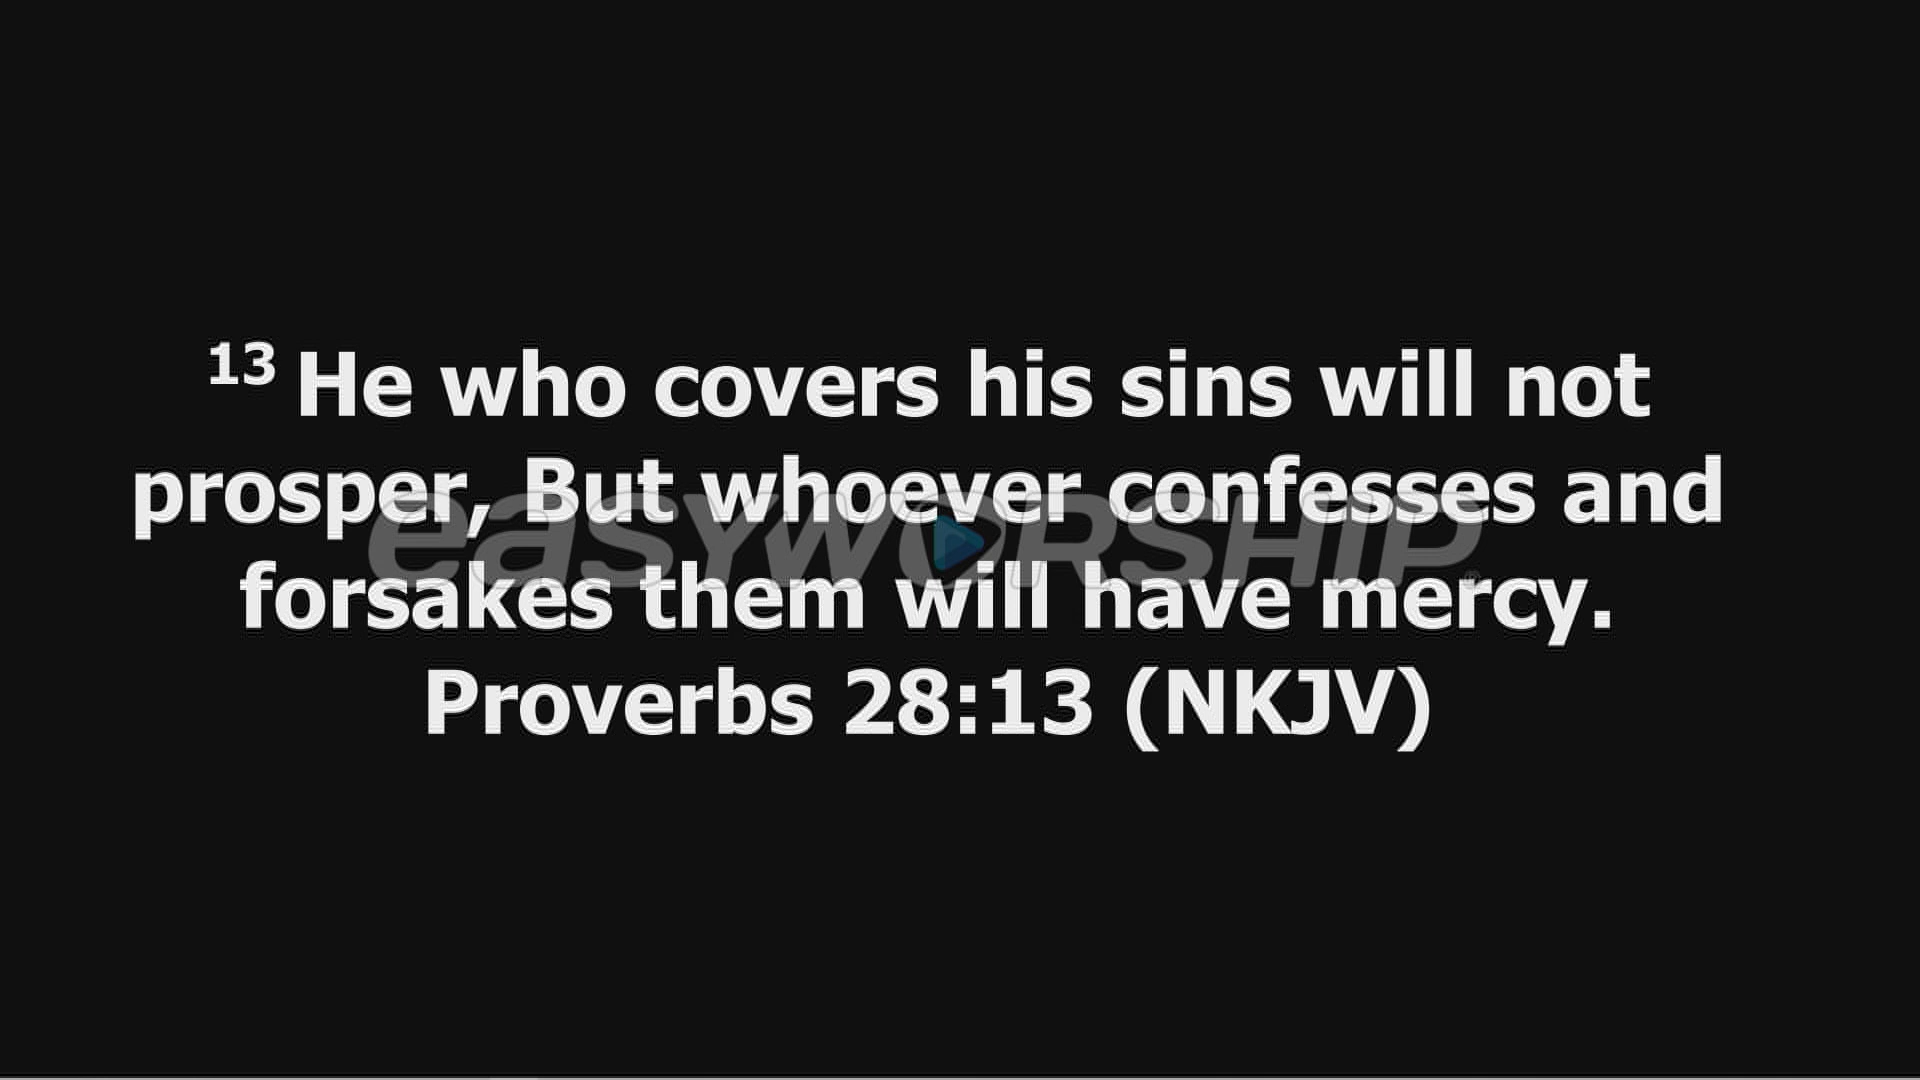 13 He who covers his sins will not
prosper, But whoever confesses and
easyWORSHIP®
forsakes them will have mercy.
Proverbs 28:13 (NKJV)